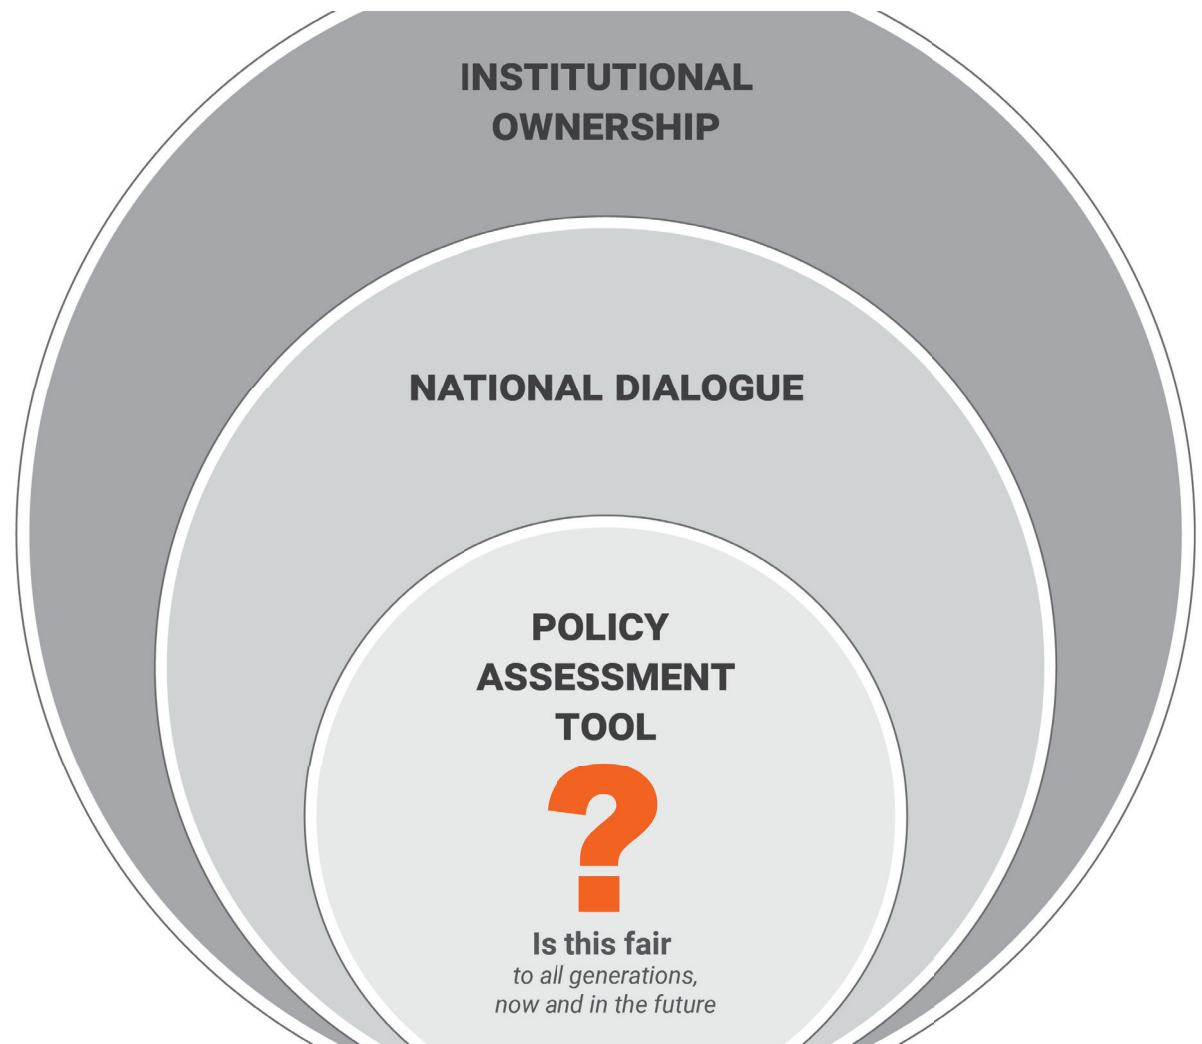 INSTITUTIONAL
OWNERSHIP
NATIONAL DIALOGUE
POLICY
ASSESSMENT
TOOL
?
Is this fair
to all generations,
now and in the future